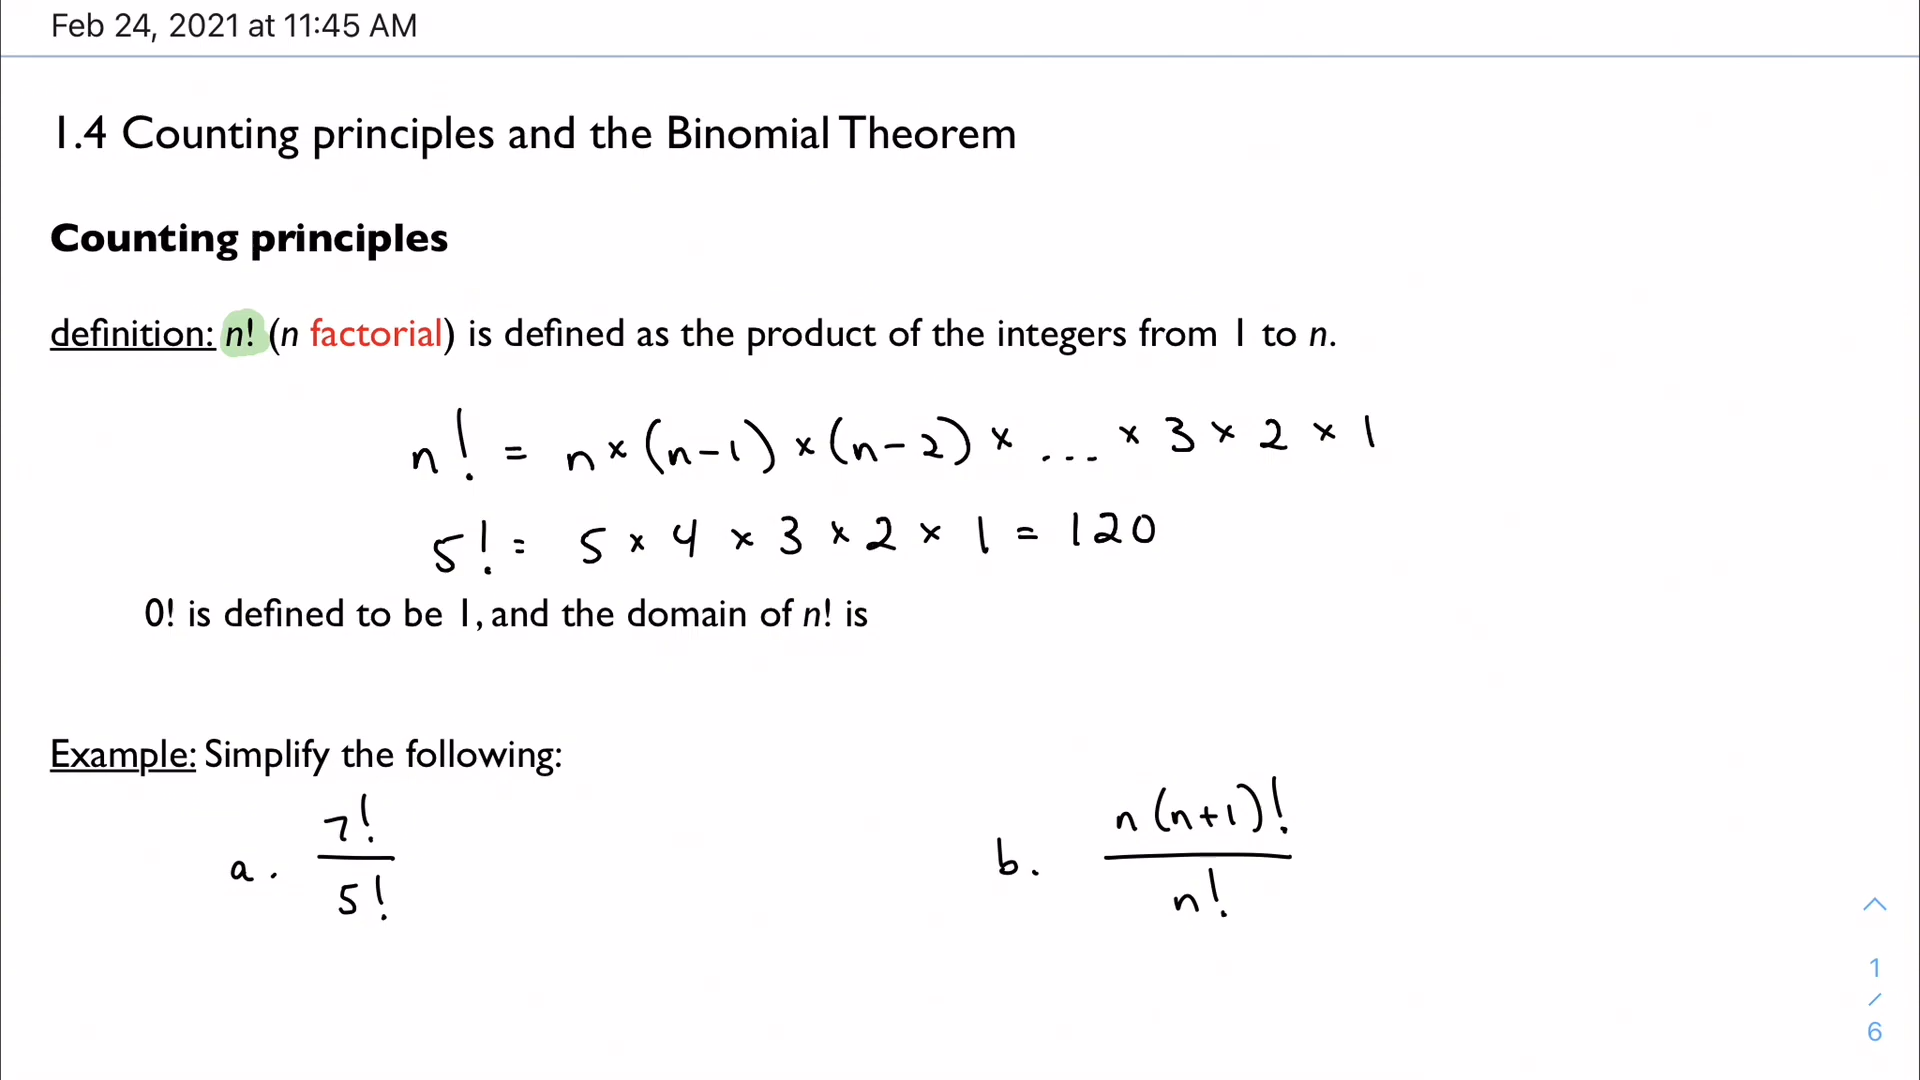 Feb 24, 2021 at 11:45 AM
1.4 Counting principles and the Binomial Theorem
Counting principles
definition: n! (n factorial) is defined as the product of the integers from 1 to n.
n! = n × (n-1) × (n-2) × ... × 3 × 2 × 1
5! = 5 × 4 × 3 × 2 × 1 = 120
0! is defined to be 1, and the domain of n! is
Example: Simplify the following:
a. 7!
5!
b. n(n+1)!
n!
1
/
6